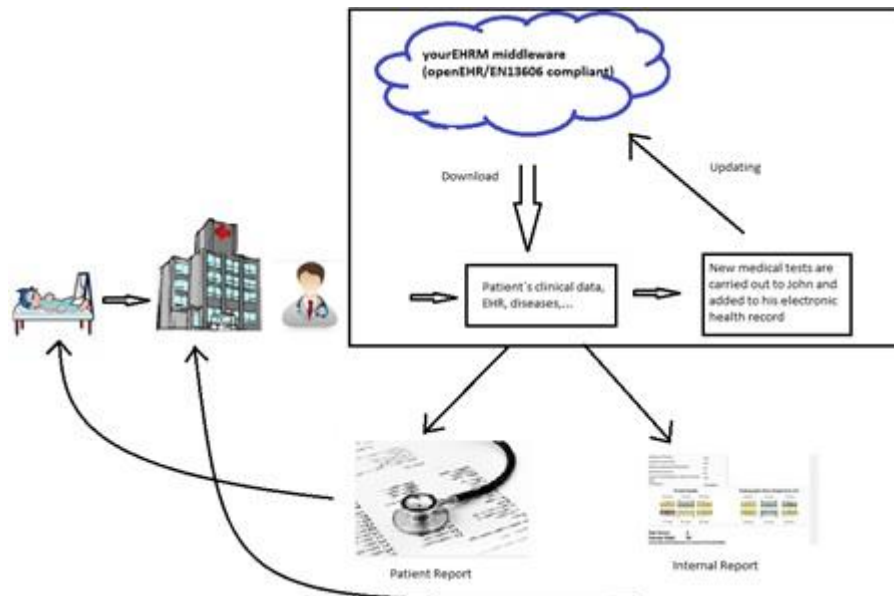 yourEHRM middleware
(openEHR/EN13606 compliant)
Download
Updating
Patient´s clinical data,
EHR, diseases,...
New medical tests are
carried out to John and
added to his electronic
health record
Patient Report
Internal Report